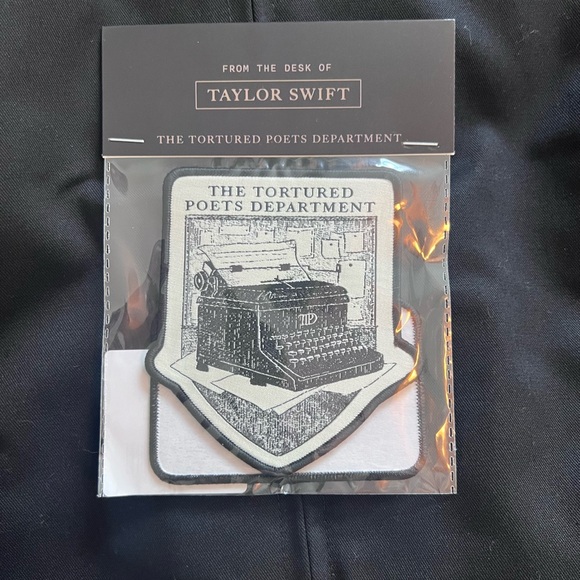 FROM THE DESK OF
TAYLOR SWIFT
THE TORTURED POETS DEPARTMENT
THE TORTURED
POETS DEPARTMENT
TTPD